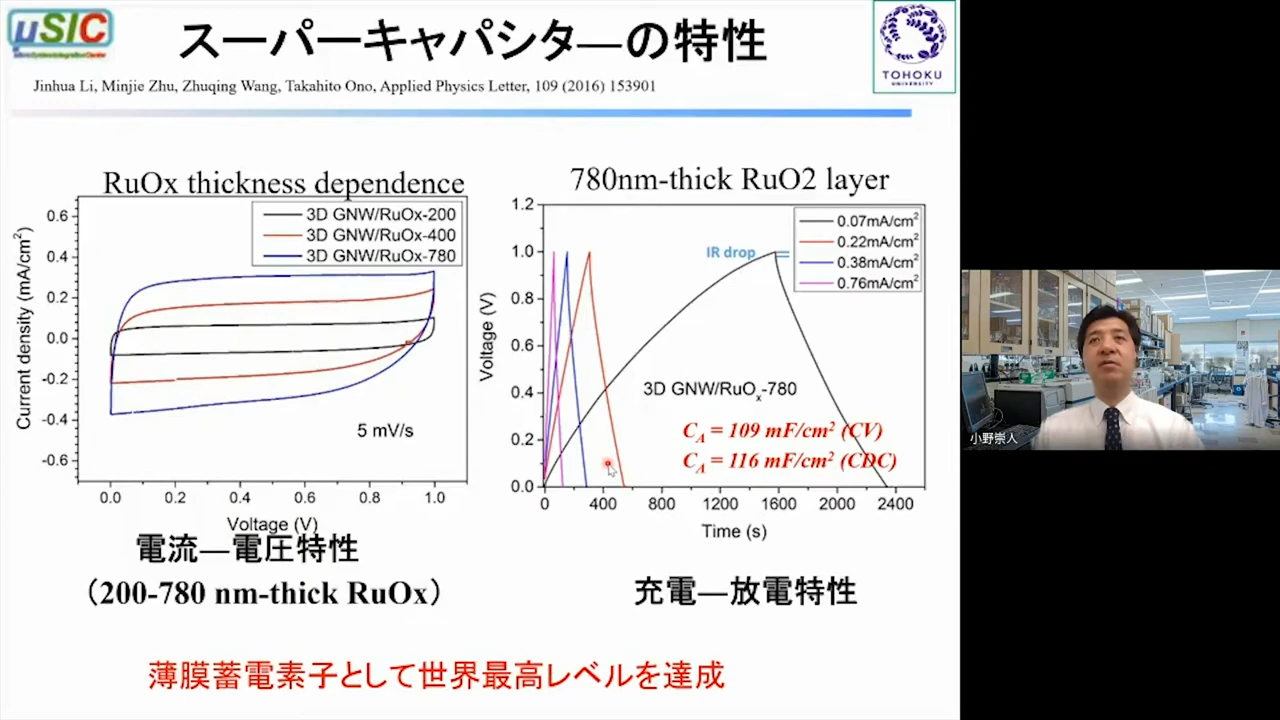 μSIC
スーパーキャパシタ―の特性
TOHOKU
UNIVERSITY
Jinhua Li, Minjie Zhu, Zhuqing Wang, Takahito Ono, Applied Physics Letter, 109 (2016) 153901
RuOx thickness dependence
0.6
0.4
0.2
0.0
-0.2
-0.4
-0.6
Current density (mA/cm²)
3D GNW/RuOx-200
3D GNW/RuOx-400
3D GNW/RuOx-780
5 mV/s
0.0 0.2 0.4 0.6 0.8 1.0
Voltage (V)
電流―電圧特性
（200-780 nm-thick RuOx）
780nm-thick RuO2 layer
1.2
1.0
0.8
0.6
0.4
0.2
0.0
Voltage (V)
IR drop
0.07mA/cm²
0.22mA/cm²
0.38mA/cm²
0.76mA/cm²
3D GNW/RuOₓ-780
C_A = 109 mF/cm² (CV)
C_A = 116 mF/cm² (CDC)
0 400 800 1200 1600 2000 2400
Time (s)
充電―放電特性
薄膜蓄電素子として世界最高レベルを達成
小野崇人